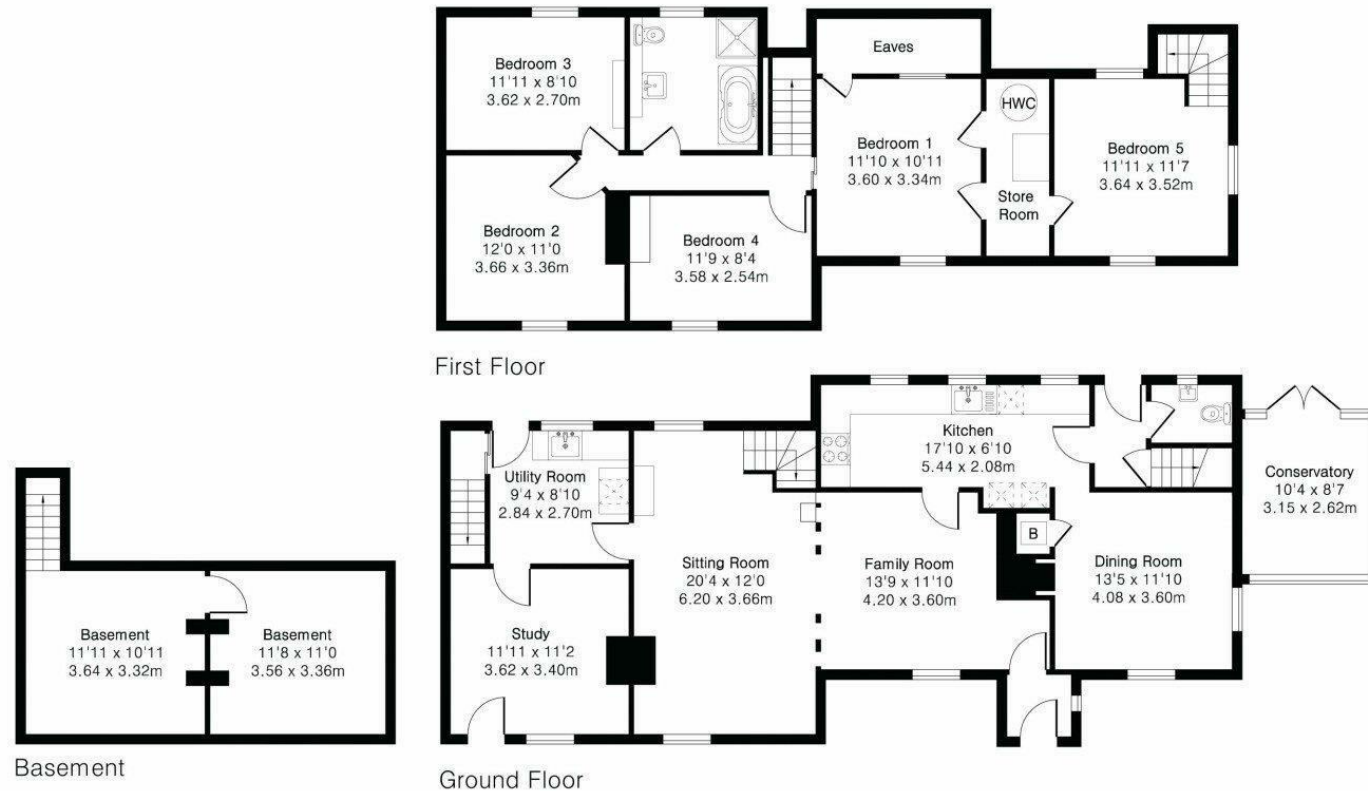 Bedroom 3
11'11 x 8'10
3.62 x 2.70m
Eaves
HWC
Bedroom 1
11'10 x 10'11
3.60 x 3.34m
Bedroom 5
11'11 x 11'7
3.64 x 3.52m
Store
Room
Bedroom 2
12'0 x 11'0
3.66 x 3.36m
Bedroom 4
11'9 x 8'4
3.58 x 2.54m
First Floor
Kitchen
17'10 x 6'10
5.44 x 2.08m
Utility Room
9'4 x 8'10
2.84 x 2.70m
Conservatory
10'4 x 8'7
3.15 x 2.62m
B
Sitting Room
20'4 x 12'0
6.20 x 3.66m
Family Room
13'9 x 11'10
4.20 x 3.60m
Dining Room
13'5 x 11'10
4.08 x 3.60m
Study
11'11 x 11'2
3.62 x 3.40m
Ground Floor
Basement
11'11 x 10'11
3.64 x 3.32m
Basement
11'8 x 11'0
3.56 x 3.36m
Basement